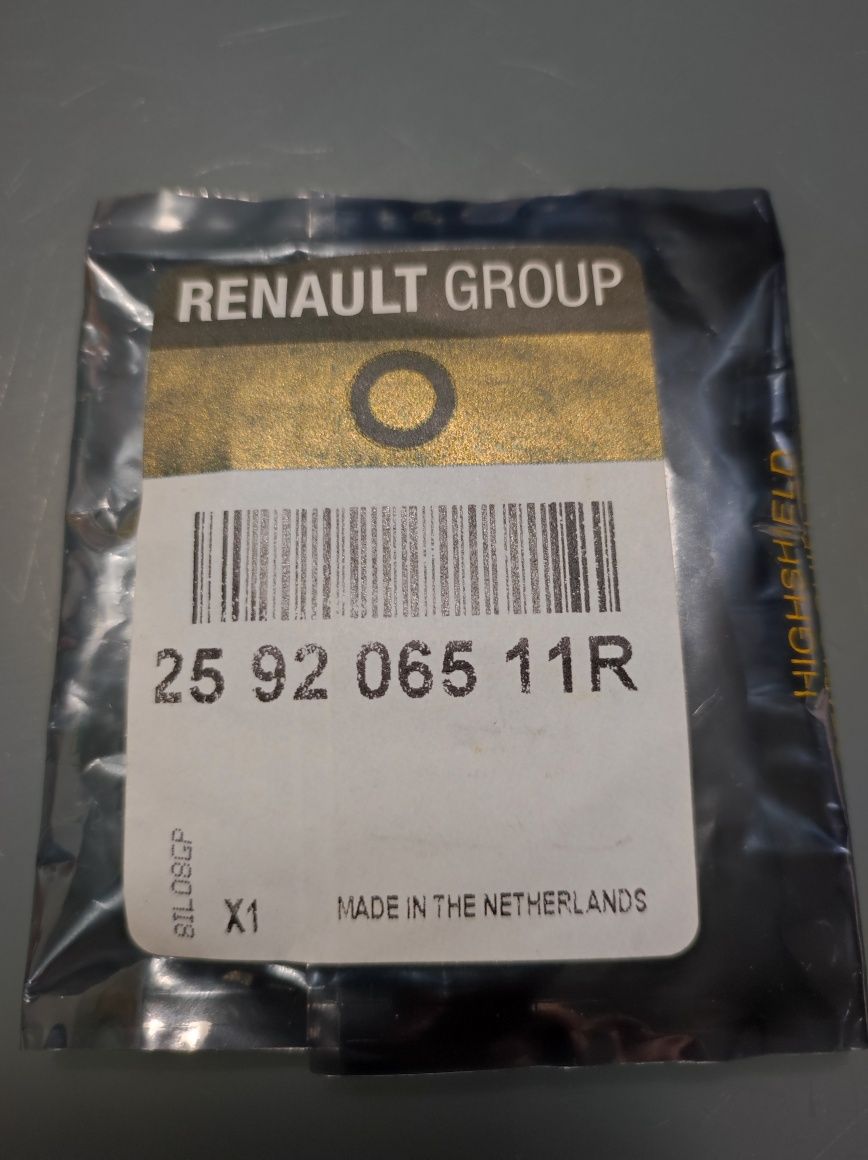 RENAULT GROUP
25 92 065 11R
8IL08GP
X1
MADE IN THE NETHERLANDS
HIGHSHIELD